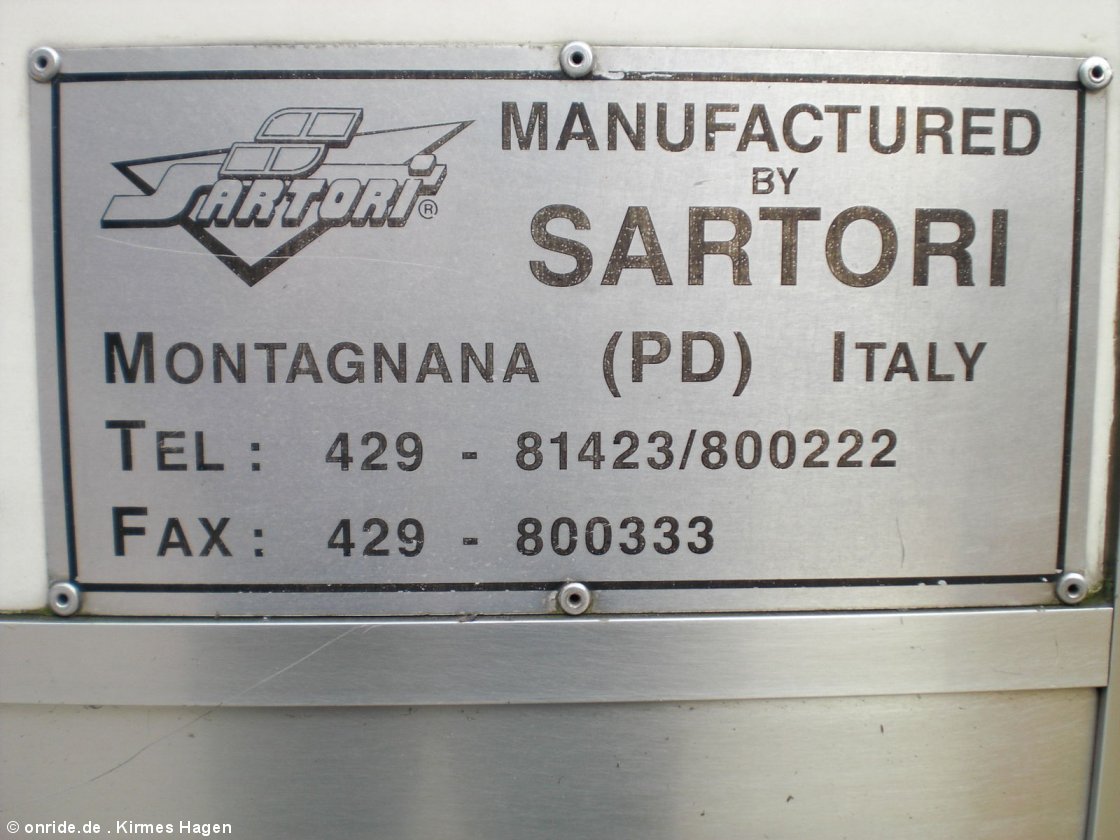 SARTORI®
MANUFACTURED
BY
SARTORI
MONTAGNANA (PD) ITALY
TEL: 429 - 81423/800222
FAX: 429 - 800333
© onride.de . Kirmes Hagen